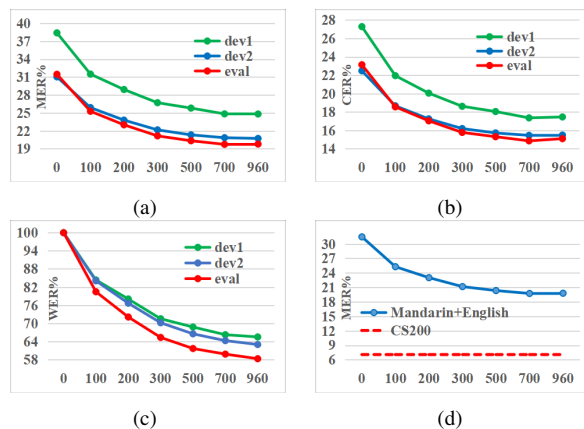 40
37
34
31
28
25
22
19
MER%
dev1
dev2
eval
0 100 200 300 500 700 960
(a)
28
26
24
22
20
18
16
14
CER%
dev1
dev2
eval
0 100 200 300 500 700 960
(b)
100
94
88
82
76
70
64
58
WER%
dev1
dev2
eval
0 100 200 300 500 700 960
(c)
30
27
24
21
18
15
12
9
6
MER%
Mandarin+English
CS200
0 100 200 300 500 700 960
(d)